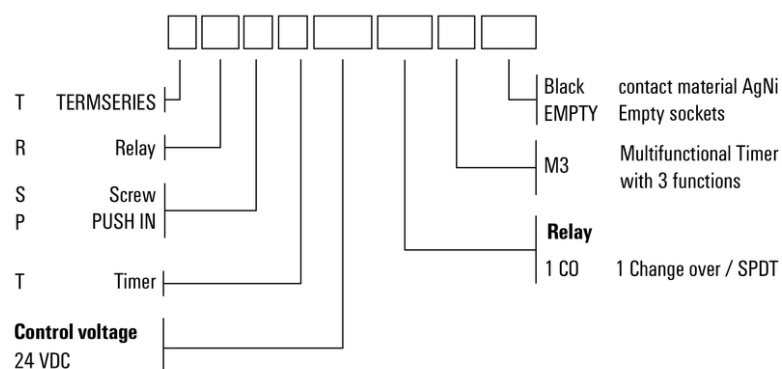 T TERMSERIES
R Relay
S Screw
P PUSH IN
T Timer
Control voltage
24 VDC
Black contact material AgNi
EMPTY Empty sockets
M3 Multifunctional Timer
with 3 functions
Relay
1 CO 1 Change over / SPDT